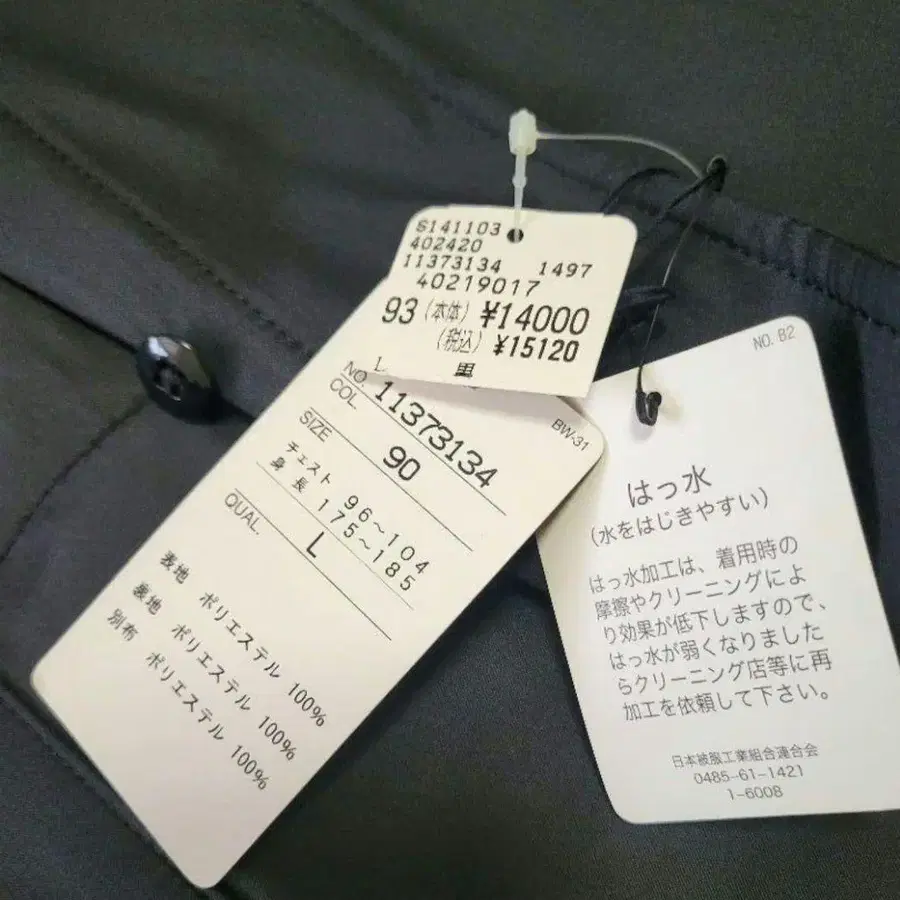 6141103
402420
11373134 1497
40219017
93 (本体) ¥14000
(税込) ¥15120
L 黒
BW-31
NO. 11373134
COL. 90
SIZE
チェスト 96～104
身長 175～185
L
QUAL.
表地 ポリエステル 100%
裏地 ポリエステル 100%
別布 ポリエステル 100%
NO. B2
はっ水
(水をはじきやすい)
はっ水加工は、着用時の
摩擦やクリーニングによ
り効果が低下しますので、
はっ水が弱くなりました
らクリーニング店等に再
加工を依頼して下さい。
日本被服工業組合連合会
0485-61-1421
1-6008